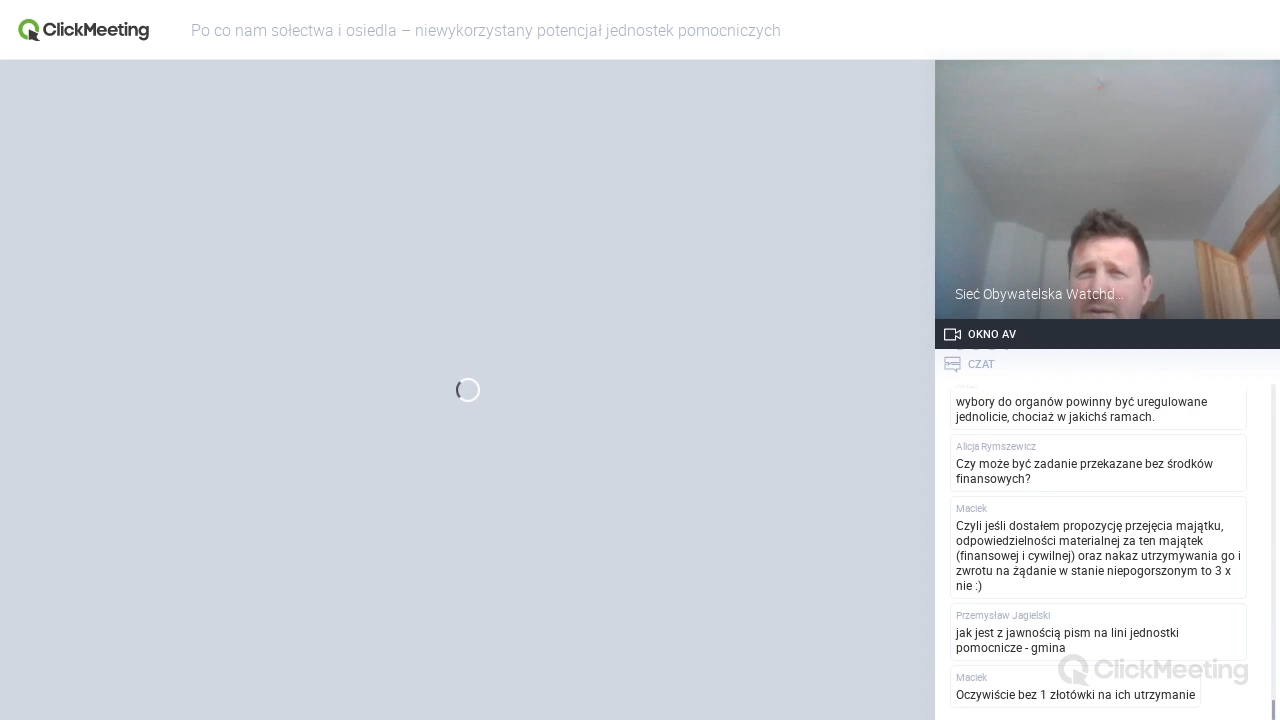 ClickMeeting
Po co nam sołectwa i osiedla – niewykorzystany potencjał jednostek pomocniczych
Sieć Obywatelska Watchd...
OKNO AV
CZAT
wybory do organów powinny być uregulowane
jednolicie, chociaż w jakichś ramach.
Alicja Rymszewicz
Czy może być zadanie przekazane bez środków
finansowych?
Maciek
Czyli jeśli dostałem propozycję przejęcia majątku,
odpowiedzielności materialnej za ten majątek
(finansowej i cywilnej) oraz nakaz utrzymywania go i
zwrotu na żądanie w stanie niepogorszonym to 3 x
nie :)
Przemysław Jagielski
jak jest z jawnością pism na lini jednostki
pomocnicze - gmina
ClickMeeting
Maciek
Oczywiście bez 1 złotówki na ich utrzymanie